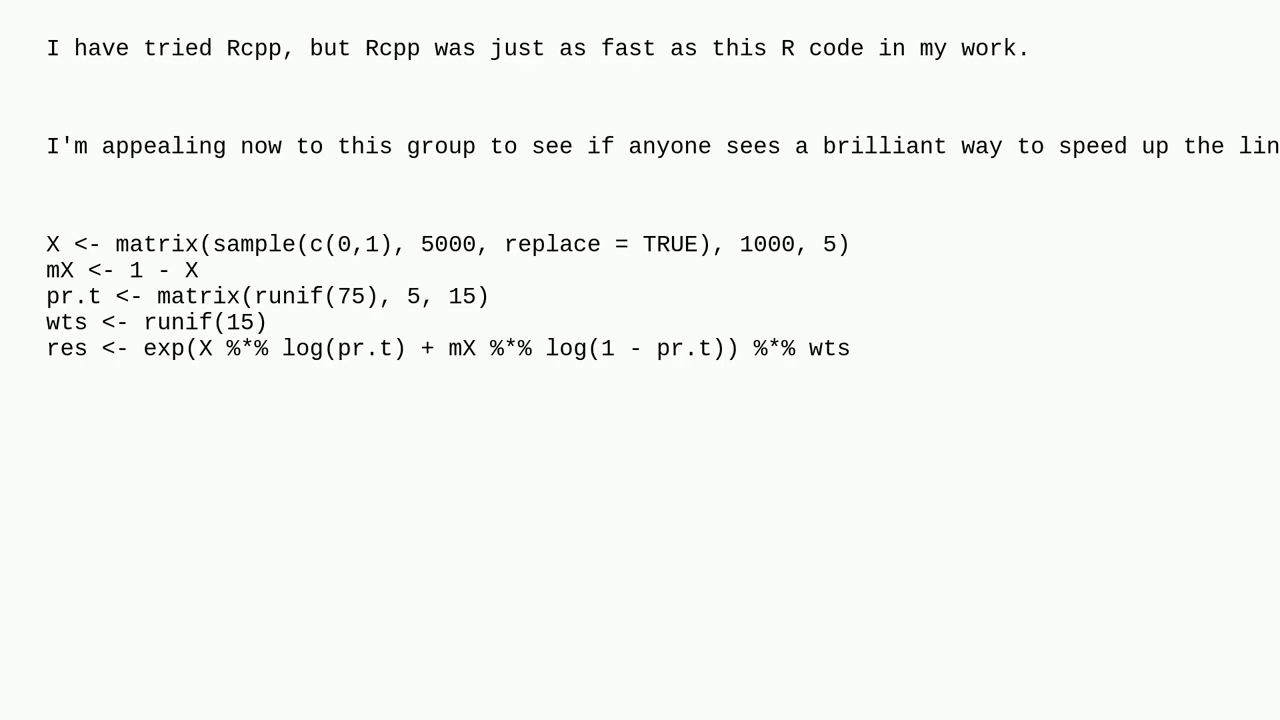 I have tried Rcpp, but Rcpp was just as fast as this R code in my work.
I'm appealing now to this group to see if anyone sees a brilliant way to speed up the lin
X <- matrix(sample(c(0,1), 5000, replace = TRUE), 1000, 5)
mX <- 1 - X
pr.t <- matrix(runif(75), 5, 15)
wts <- runif(15)
res <- exp(X %*% log(pr.t) + mX %*% log(1 - pr.t)) %*% wts